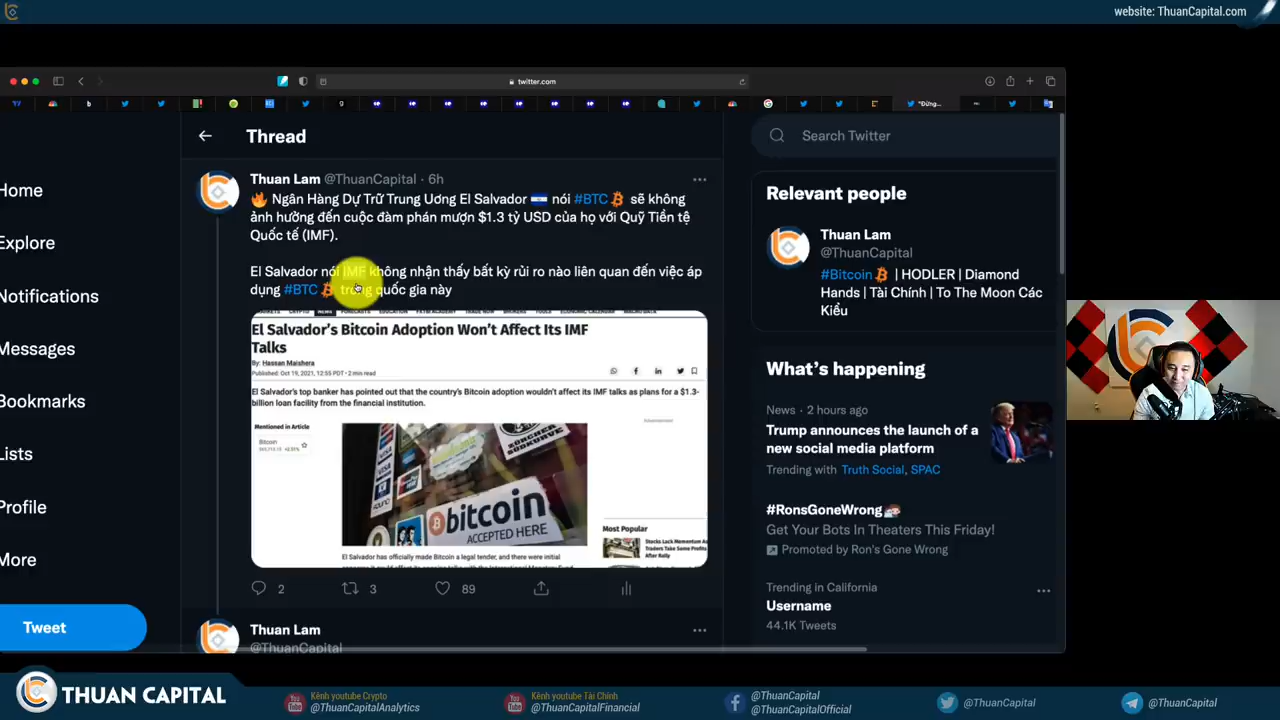 website: ThuanCapital.com
twitter.com
"Đừng...
Thread
Search Twitter
Home
Explore
Notifications
Messages
Bookmarks
Lists
Profile
More
Tweet
Thuan Lam @ThuanCapital · 6h
Ngân Hàng Dự Trữ Trung Uơng El Salvador nói #BTC sẽ không
ảnh hưởng đến cuộc đàm phán mượn $1.3 tỷ USD của họ với Quỹ Tiền tệ
Quốc tế (IMF).
El Salvador nói IMF không nhận thấy bất kỳ rủi ro nào liên quan đến việc áp
dụng #BTC trong quốc gia này
El Salvador's Bitcoin Adoption Won't Affect Its IMF
Talks
By: Hassan Maishera
Published: Oct 19, 2021, 12:55 PDT · 2 min read
El Salvador's top banker has pointed out that the country's Bitcoin adoption wouldn't affect its IMF talks as plans for a $1.3-
billion loan facility from the financial institution.
Mentioned in Article
Bitcoin
Advertisement
bitcoin
ACCEPTED HERE
Most Popular
Stocks Lack Momentum As
Traders Take Some Profits
After Rally
El Salvador has officially made Bitcoin a legal tender, and there were initial
2
3
89
Thuan Lam
@ThuanCapital
Relevant people
Thuan Lam
@ThuanCapital
#Bitcoin | HODLER | Diamond
Hands | Tài Chính | To The Moon Các
Kiểu
What's happening
News · 2 hours ago
Trump announces the launch of a
new social media platform
Trending with Truth Social, SPAC
#RonsGoneWrong
Get Your Bots In Theaters This Friday!
Promoted by Ron's Gone Wrong
Trending in California
Username
44.1K Tweets
THUAN CAPITAL
Kênh youtube Crypto
@ThuanCapitalAnalytics
Kênh youtube Tài Chính
@ThuanCapitalFinancial
@ThuanCapital
@ThuanCapitalOfficial
@ThuanCapital
@ThuanCapital